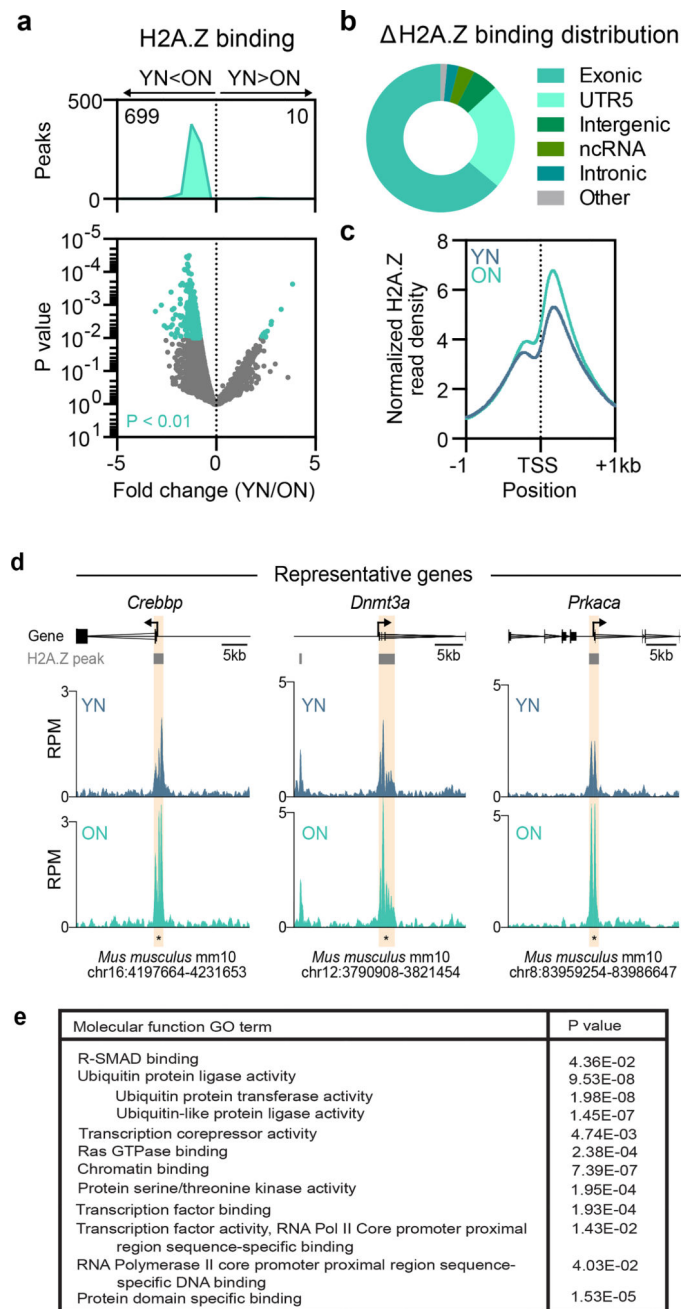 a
H2A.Z binding
YN<ON YN>ON
500
699
10
Peaks
0
10-5
10-4
10-3
10-2
10-1
100
101
P value
P < 0.01
-5 0 5
Fold change (YN/ON)
b
ΔH2A.Z binding distribution
Exonic
UTR5
Intergenic
ncRNA
Intronic
Other
c
8
6
4
2
0
Normalized H2A.Z
read density
YN
ON
-1 TSS +1kb
Position
d
Representative genes
Crebbp Dnmt3a Prkaca
Gene
5kb 5kb 5kb
H2A.Z peak
3 5 5
YN YN YN
RPM
0 0 0
3 5 5
ON ON ON
RPM
0 0 0
* * *
Mus musculus mm10 Mus musculus mm10 Mus musculus mm10
chr16:4197664-4231653 chr12:3790908-3821454 chr8:83959254-83986647
e
Molecular function GO term P value
R-SMAD binding 4.36E-02
Ubiquitin protein ligase activity 9.53E-08
Ubiquitin protein transferase activity 1.98E-08
Ubiquitin-like protein ligase activity 1.45E-07
Transcription corepressor activity 4.74E-03
Ras GTPase binding 2.38E-04
Chromatin binding 7.39E-07
Protein serine/threonine kinase activity 1.95E-04
Transcription factor binding 1.93E-04
Transcription factor activity, RNA Pol II Core promoter proximal 1.43E-02
region sequence-specific binding
RNA Polymerase II core promoter proximal region sequence- 4.03E-02
specific DNA binding
Protein domain specific binding 1.53E-05